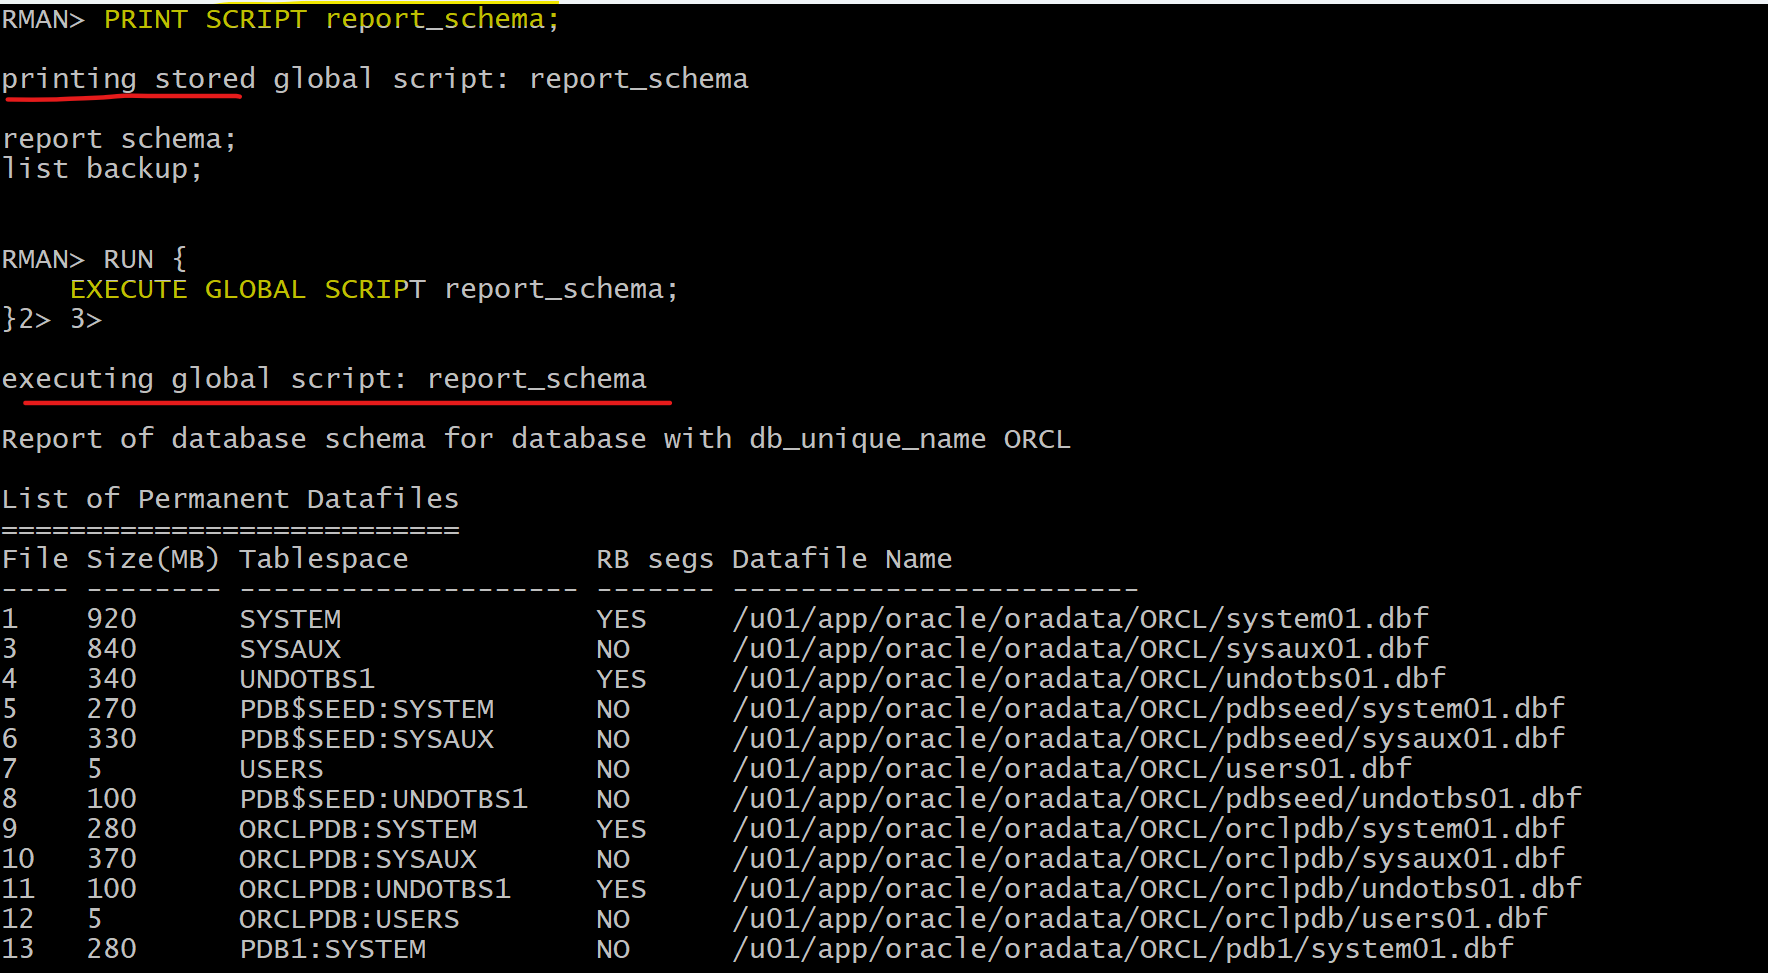 RMAN> PRINT SCRIPT report_schema;
printing stored global script: report_schema
report schema;
list backup;
RMAN> RUN {
EXECUTE GLOBAL SCRIPT report_schema;
}2> 3>
executing global script: report_schema
Report of database schema for database with db_unique_name ORCL
List of Permanent Datafiles
===========================
File Size(MB) Tablespace           RB segs Datafile Name
---- -------- -------------------- ------- ------------------------
1    920      SYSTEM               YES     /u01/app/oracle/oradata/ORCL/system01.dbf
3    840      SYSAUX               NO      /u01/app/oracle/oradata/ORCL/sysaux01.dbf
4    340      UNDOTBS1             YES     /u01/app/oracle/oradata/ORCL/undotbs01.dbf
5    270      PDB$SEED:SYSTEM      NO      /u01/app/oracle/oradata/ORCL/pdbseed/system01.dbf
6    330      PDB$SEED:SYSAUX      NO      /u01/app/oracle/oradata/ORCL/pdbseed/sysaux01.dbf
7    5        USERS                NO      /u01/app/oracle/oradata/ORCL/users01.dbf
8    100      PDB$SEED:UNDOTBS1    NO      /u01/app/oracle/oradata/ORCL/pdbseed/undotbs01.dbf
9    280      ORCLPDB:SYSTEM       YES     /u01/app/oracle/oradata/ORCL/orclpdb/system01.dbf
10   370      ORCLPDB:SYSAUX       NO      /u01/app/oracle/oradata/ORCL/orclpdb/sysaux01.dbf
11   100      ORCLPDB:UNDOTBS1     YES     /u01/app/oracle/oradata/ORCL/orclpdb/undotbs01.dbf
12   5        ORCLPDB:USERS        NO      /u01/app/oracle/oradata/ORCL/orclpdb/users01.dbf
13   280      PDB1:SYSTEM          NO      /u01/app/oracle/oradata/ORCL/pdb1/system01.dbf